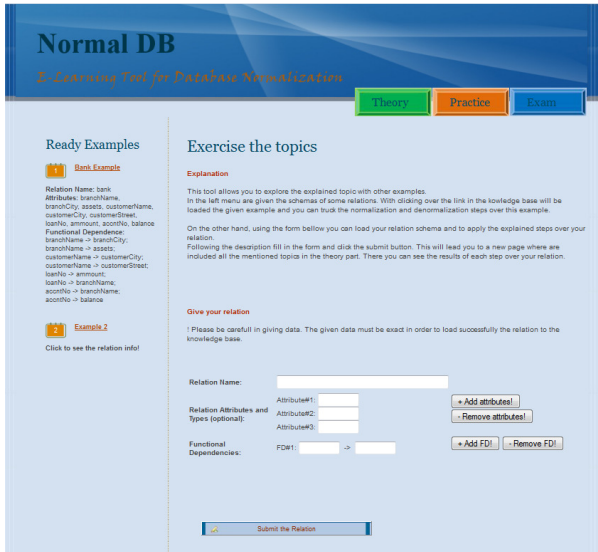 Normal DB
E-Learning Tool for Database Normalization
Theory
Practice
Exam
Ready Examples
1
Bank Example
Relation Name: bank
Attributes: branchName,
branchCity, assets, customerName,
customerCity, customerStreet,
loanNo, ammount, accntNo, balance
Functional Dependence:
branchName -> branchCity;
branchName -> assets;
customerName -> customerCity;
customerName -> customerStreet;
loanNo -> ammount;
loanNo -> branchName;
accntNo -> branchName;
accntNo -> balance
2
Example 2
Click to see the relation info!
Exercise the topics
Explanation
This tool allows you to explore the explained topic with other examples.
In the left menu are given the schemas of some relations. With clicking over the link in the kowledge base will be
loaded the given example and you can truck the normalization and denormalization steps over this example.
On the other hand, using the form bellow you can load your relation schema and to apply the explained steps over your
relation.
Following the description fill in the form and click the submit button. This will lead you to a new page where are
included all the mentioned topics in the theory part. There you can see the results of each step over your relation.
Give your relation
! Please be carefull in giving data. The given data must be exact in order to load successfully the relation to the
knowledge base.
Relation Name:
Relation Attributes and
Types (optional):
Attribute#1:
Attribute#2:
Attribute#3:
+ Add attributes!
- Remove attributes!
Functional
Dependencies:
FD#1: ->
+ Add FD! - Remove FD!
Submit the Relation